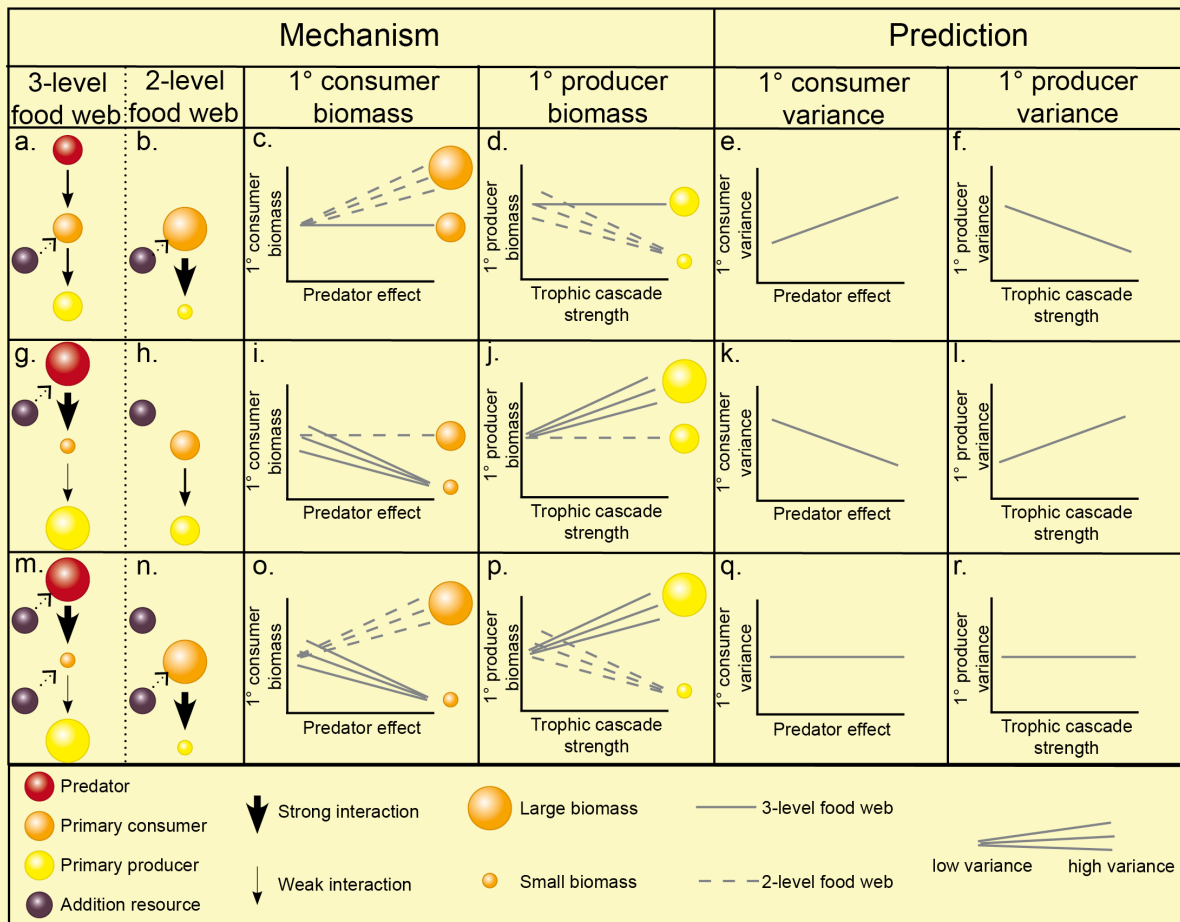 Mechanism
Prediction
3-level
food web
2-level
food web
1° consumer
biomass
1° producer
biomass
1° consumer
variance
1° producer
variance
a.
b.
c.
1° consumer
biomass
Predator effect
d.
1° producer
biomass
Trophic cascade
strength
e.
1° consumer
variance
Predator effect
f.
1° producer
variance
Trophic cascade
strength
g.
h.
i.
1° consumer
biomass
Predator effect
j.
1° producer
biomass
Trophic cascade
strength
k.
1° consumer
variance
Predator effect
l.
1° producer
variance
Trophic cascade
strength
m.
n.
o.
1° consumer
biomass
Predator effect
p.
1° producer
biomass
Trophic cascade
strength
q.
1° consumer
variance
Predator effect
r.
1° producer
variance
Trophic cascade
strength
Predator
Primary consumer
Primary producer
Addition resource
Strong interaction
Weak interaction
Large biomass
Small biomass
3-level food web
2-level food web
low variance
high variance